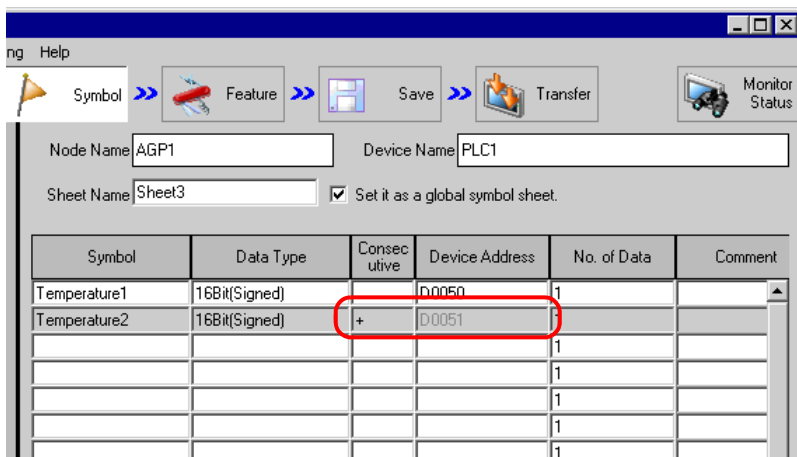 ng Help
Symbol >> Feature >> Save >> Transfer Monitor Status
Node Name AGP1 Device Name PLC1
Sheet Name Sheet3 Set it as a global symbol sheet.
Symbol Data Type Consecutive Device Address No. of Data Comment
Temperature1 16Bit(Signed) D0050 1
Temperature2 16Bit(Signed) + D0051 1
1
1
1
1
1